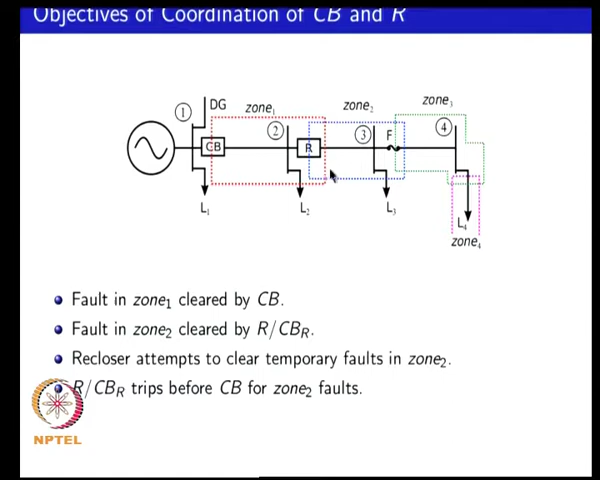 Objectives of Coordination of CB and R
1 DG zone₁ zone₂ zone₃
2 3 F 4
CB R
L₁ L₂ L₃ L₄
zone₄
Fault in zone₁ cleared by CB.
Fault in zone₂ cleared by R/CB_R.
Recloser attempts to clear temporary faults in zone₂.
R/CB_R trips before CB for zone₂ faults.
NPTEL